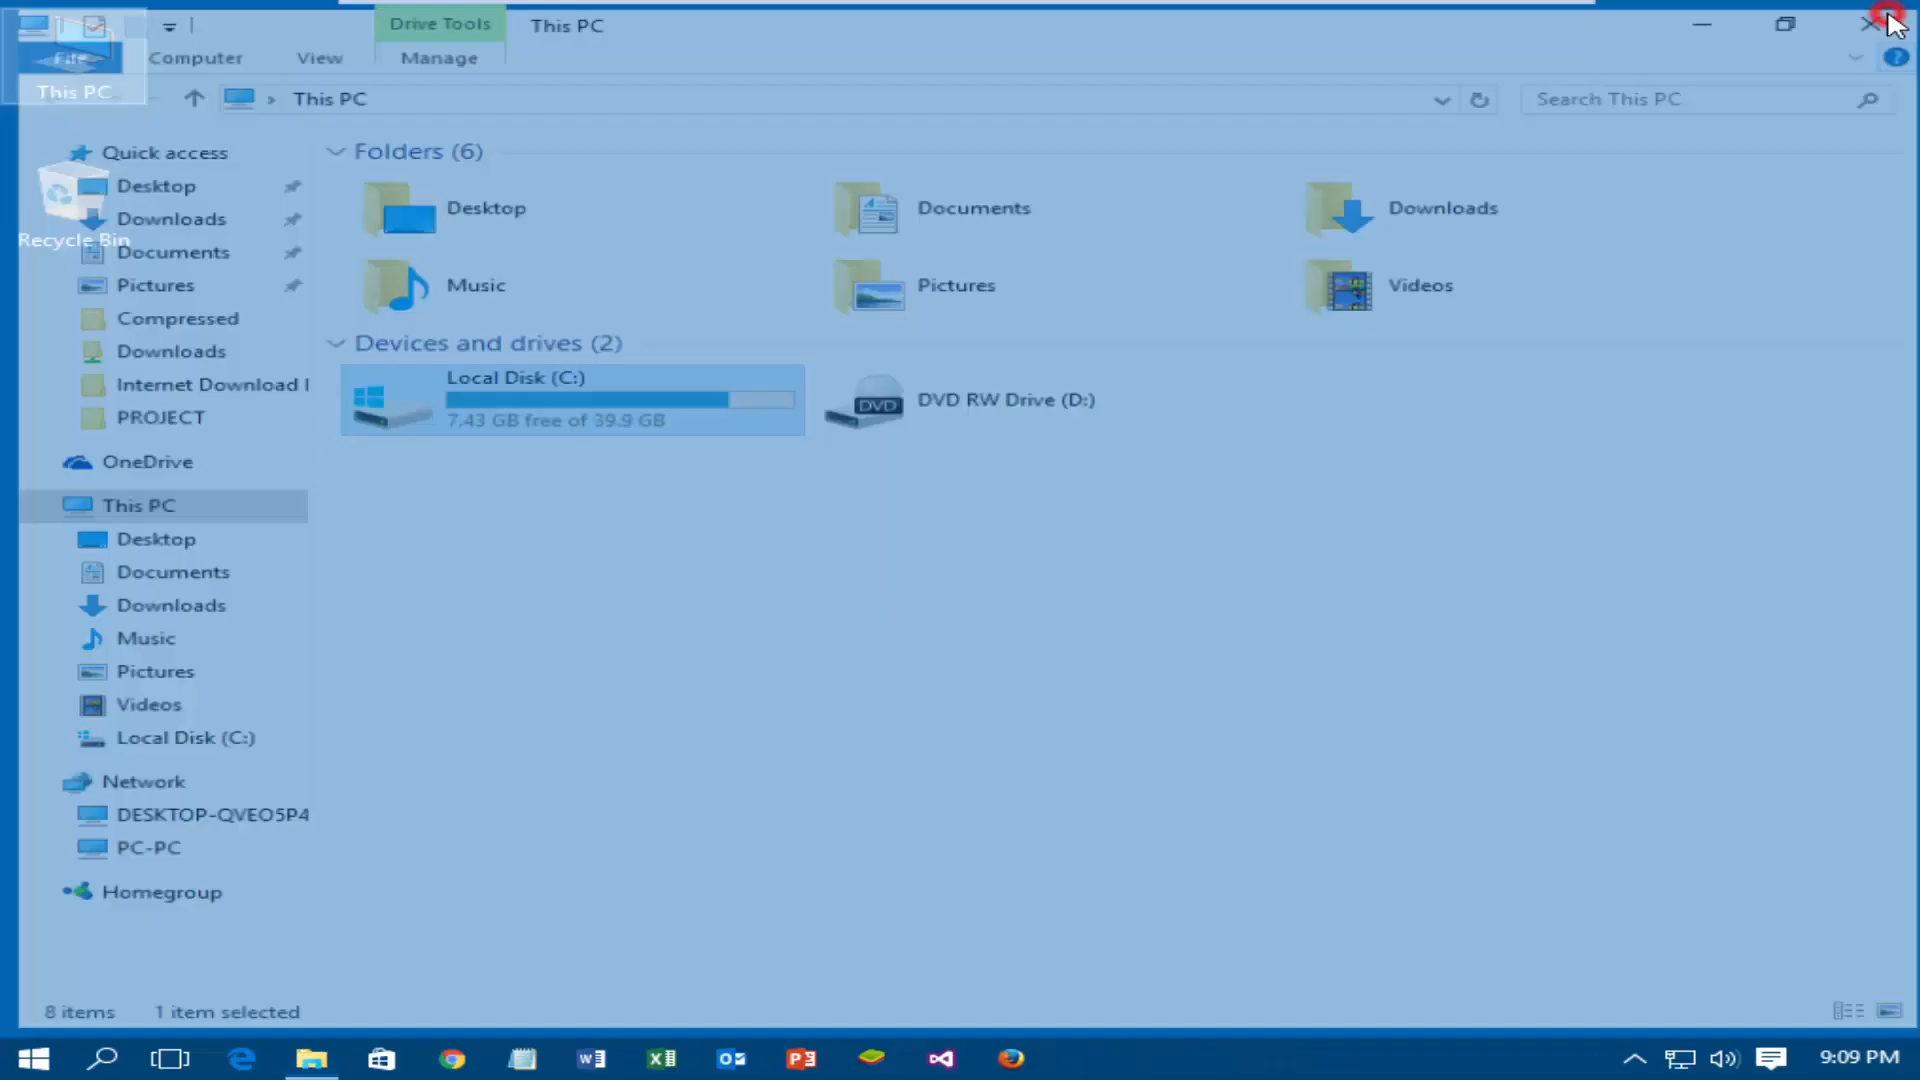 Drive Tools
This PC
File
Computer
View
Manage
This PC
This PC
Search This PC
Quick access
Desktop
Downloads
Recycle Bin
Documents
Pictures
Compressed
Downloads
Internet Download
PROJECT
OneDrive
This PC
Desktop
Documents
Downloads
Music
Pictures
Videos
Local Disk (C:)
Network
DESKTOP-QVEO5P4
PC-PC
Homegroup
Folders (6)
Desktop
Documents
Downloads
Music
Pictures
Videos
Devices and drives (2)
Local Disk (C:)
7.43 GB free of 39.9 GB
DVD
DVD RW Drive (D:)
8 items
1 item selected
9:09 PM